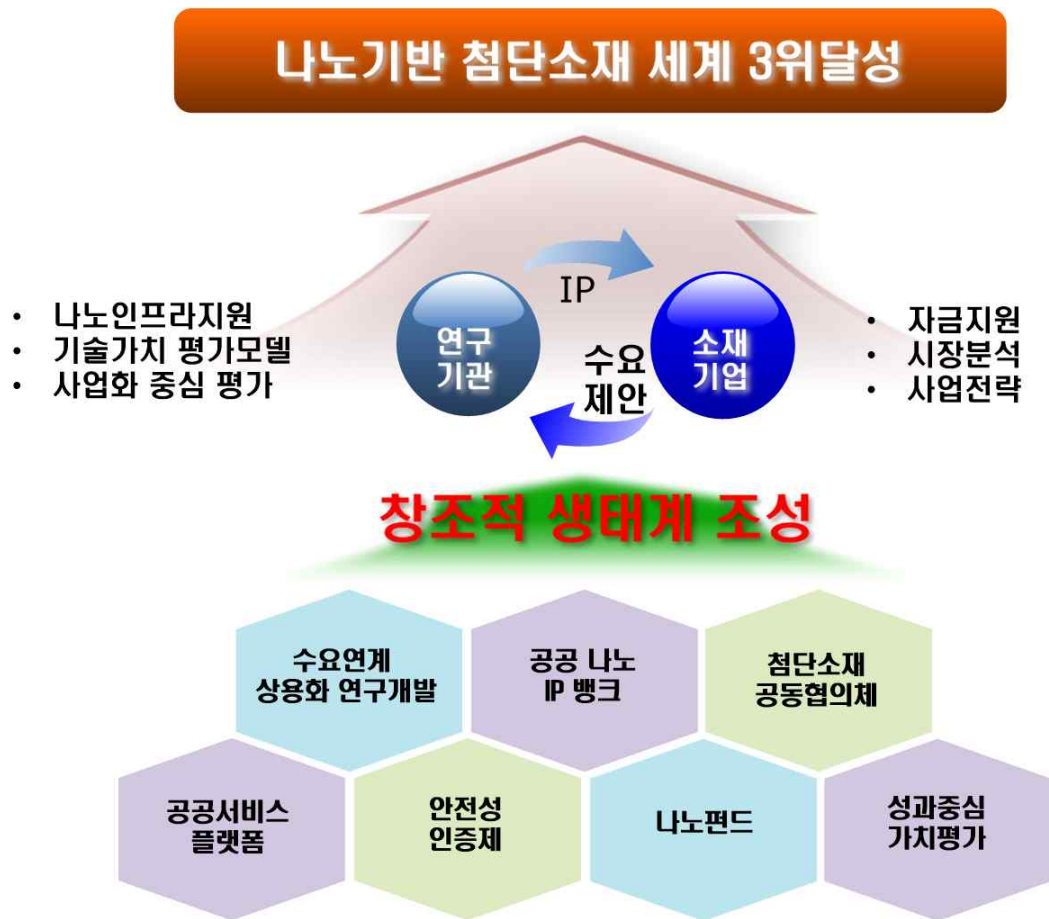 나노기반 첨단소재 세계 3위달성
IP
연구
기관
소재
기업
수요
제안
• 나노인프라지원
• 기술가치 평가모델
• 사업화 중심 평가
• 자금지원
• 시장분석
• 사업전략
창조적 생태계 조성
수요연계
상용화 연구개발
공공 나노
IP 뱅크
첨단소재
공동협의체
공공서비스
플랫폼
안전성
인증제
나노펀드
성과중심
가치평가